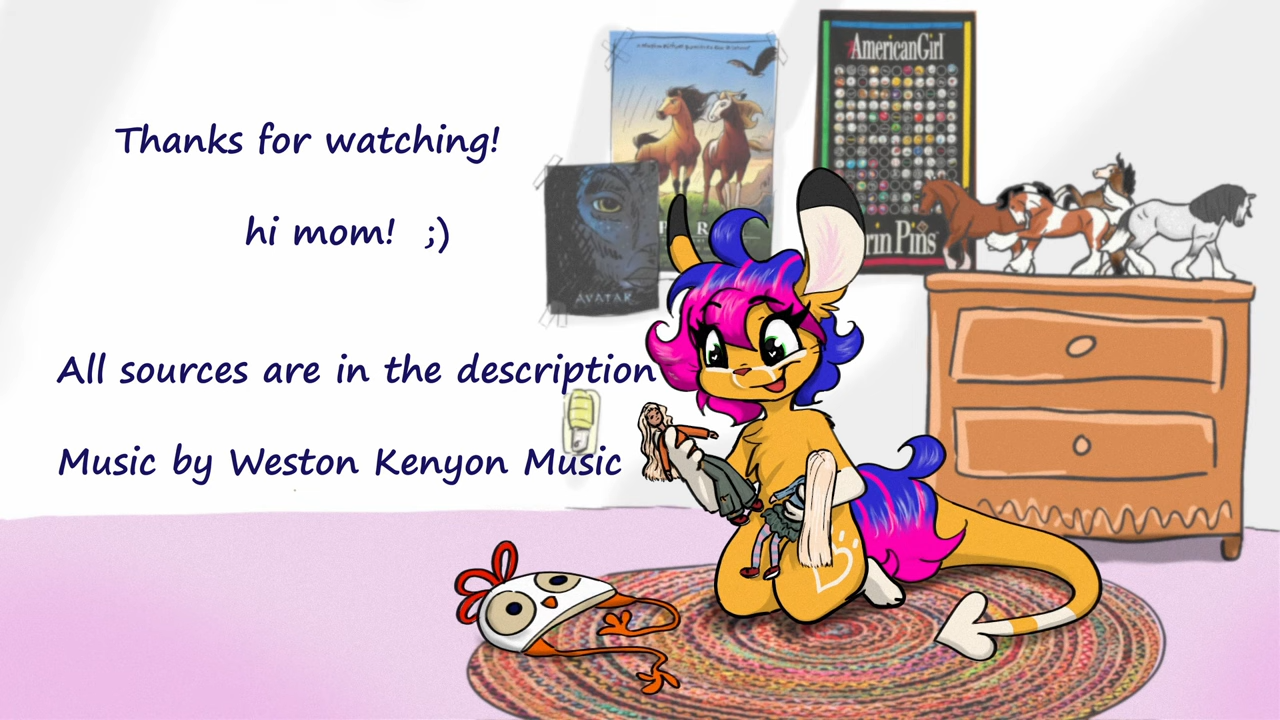 Thanks for watching!
hi mom! ;)
All sources are in the description
Music by Weston Kenyon Music
AmericanGirl
rin Pins
AVATAR